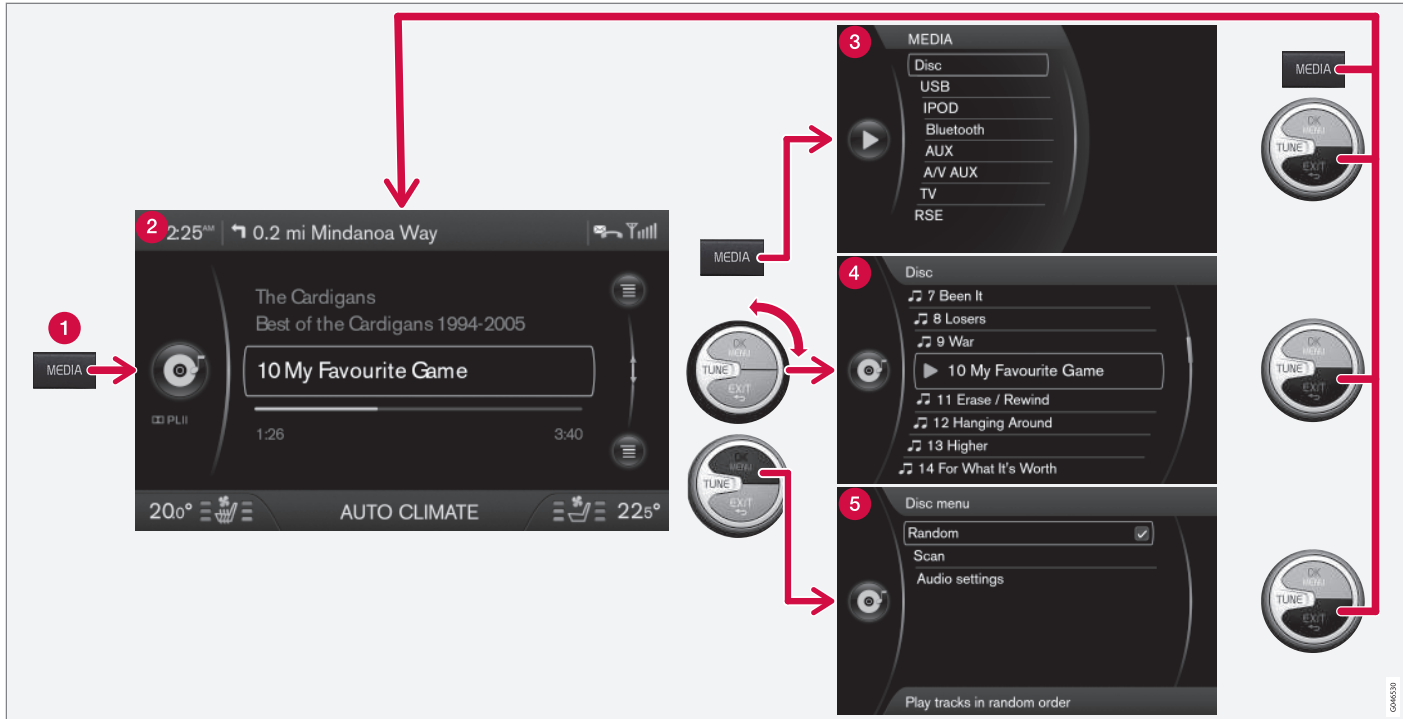 1
MEDIA
2
2:25AM
0.2 mi Mindanoa Way
The Cardigans
Best of the Cardigans 1994-2005
10 My Favourite Game
1:26
3:40
PLII
20.0°
AUTO CLIMATE
22.5°
MEDIA
OK
MENU
TUNE
EXIT
OK
MENU
TUNE
EXIT
3
MEDIA
Disc
USB
IPOD
Bluetooth
AUX
A/V AUX
TV
RSE
4
Disc
7 Been It
8 Losers
9 War
10 My Favourite Game
11 Erase / Rewind
12 Hanging Around
13 Higher
14 For What It's Worth
5
Disc menu
Random
Scan
Audio settings
Play tracks in random order
MEDIA
OK
MENU
TUNE
EXIT
OK
MENU
TUNE
EXIT
OK
MENU
TUNE
EXIT
G046530